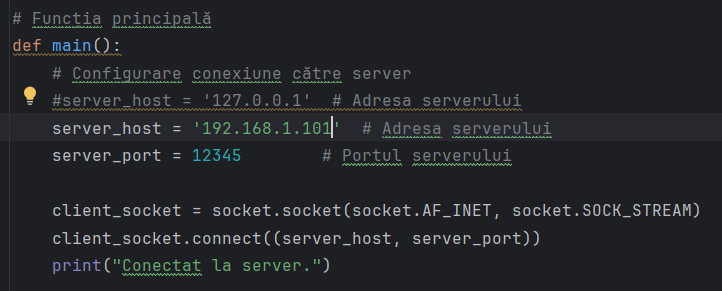 # Funcția principală
def main():
# Configurare conexiune către server
#server_host = '127.0.0.1'  # Adresa serverului
server_host = '192.168.1.101'  # Adresa serverului
server_port = 12345        # Portul serverului
client_socket = socket.socket(socket.AF_INET, socket.SOCK_STREAM)
client_socket.connect((server_host, server_port))
print("Conectat la server.")